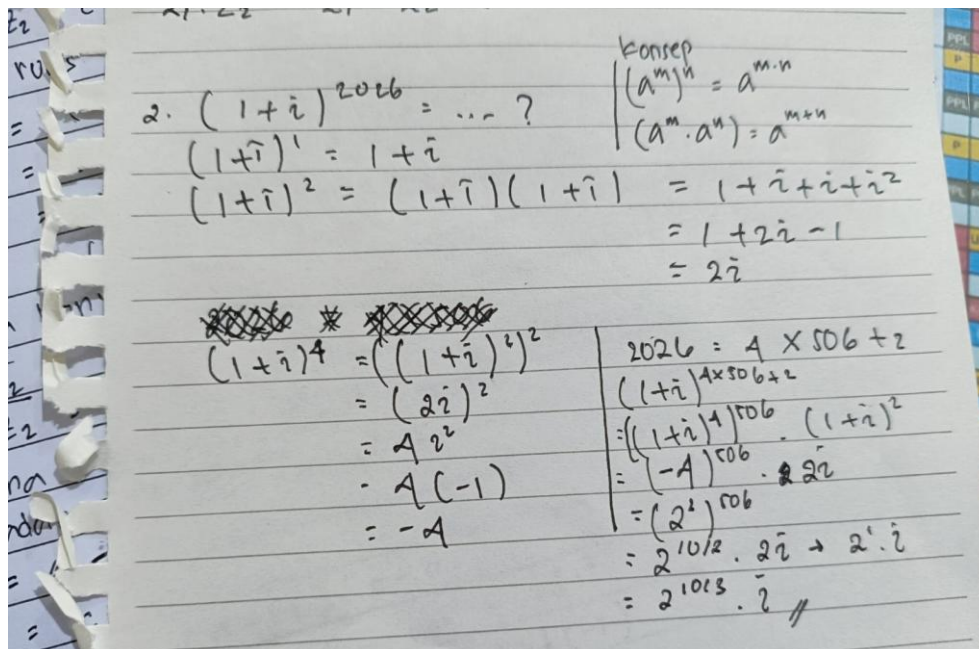 2. (1+i)^2026 = ... ?
Konsep
(a^m)^n = a^m·n
(a^m · a^n) = a^m+n
(1+i)^1 = 1+i
(1+i)^2 = (1+i)(1+i) = 1+i+i+i^2
= 1+2i-1
= 2i
(1+i)^4 = ((1+i)^2)^2
= (2i)^2
= 4i^2
= 4(-1)
= -4
2026 = 4 × 506 + 2
(1+i)^4×506+2
=((1+i)^4)^506 . (1+i)^2
= (-4)^506 . 2i
= (2^2)^506
= 2^1012 . 2i → 2^1.i
= 2^1013 . i //